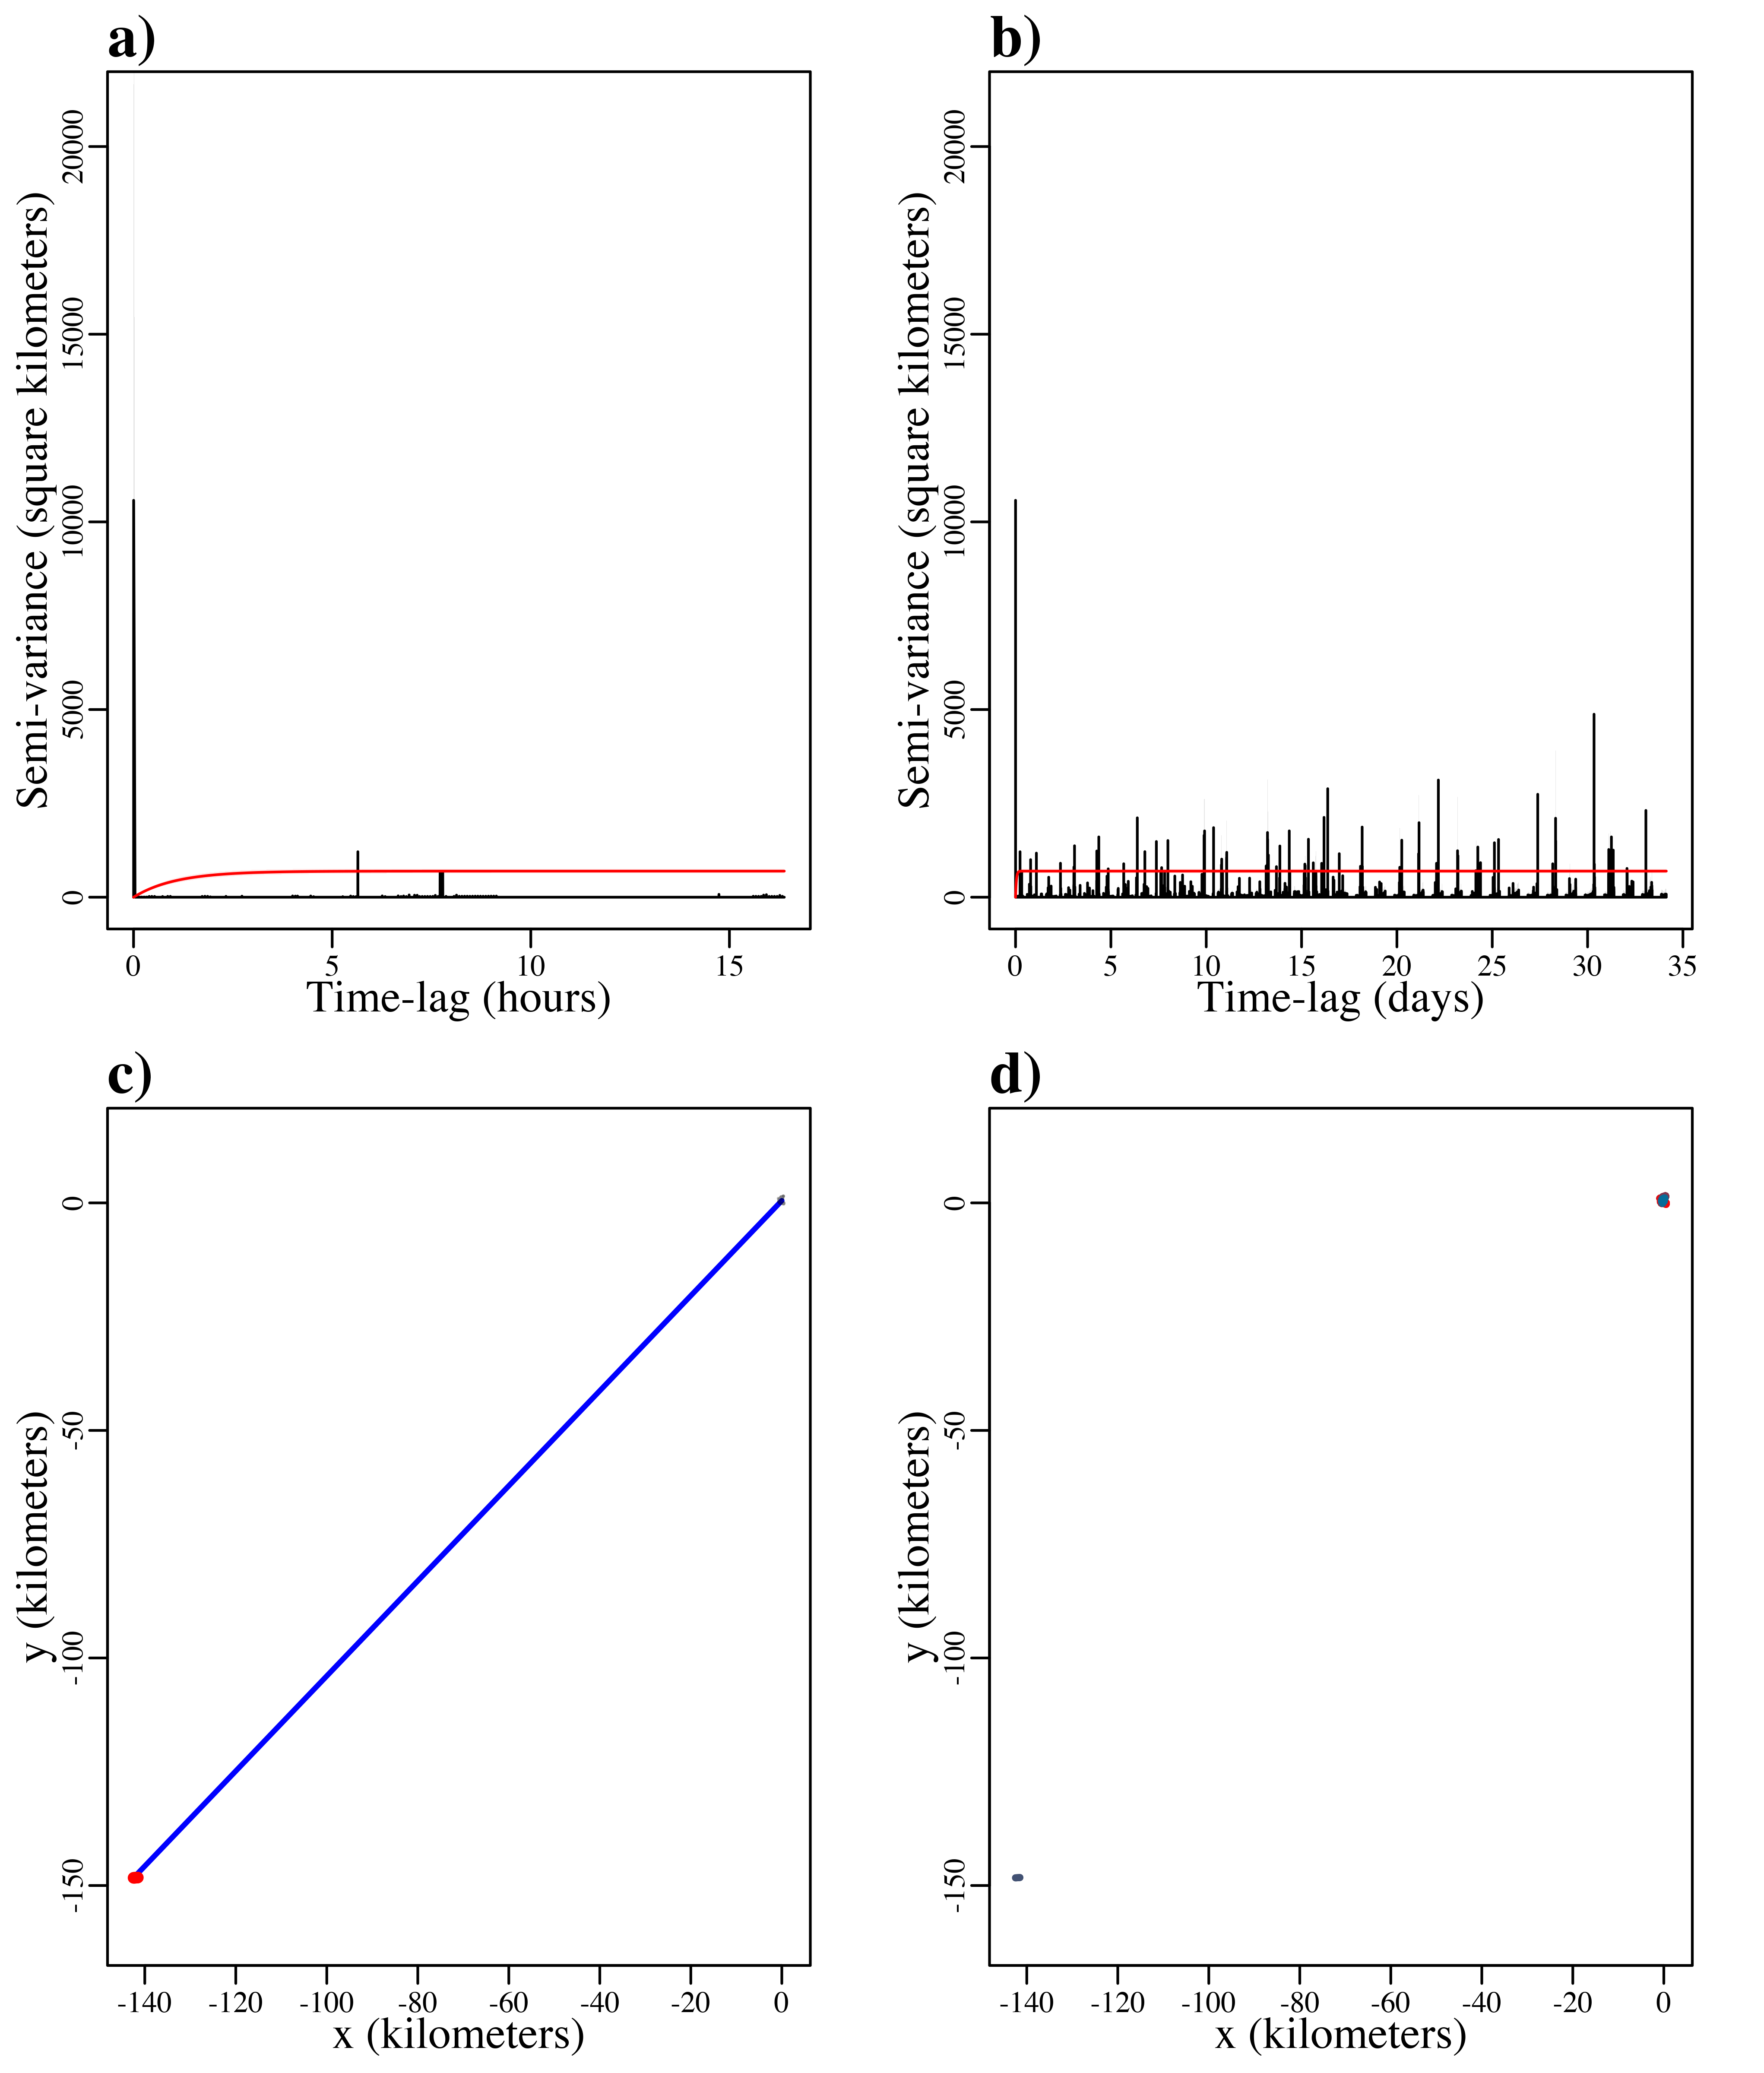 a)
Semi-variance (square kilometers)
0 5000 10000 15000 20000
0 5 10 15
Time-lag (hours)
b)
Semi-variance (square kilometers)
0 5000 10000 15000 20000
0 5 10 15 20 25 30 35
Time-lag (days)
c)
y (kilometers)
-150 -100 -50 0
-140 -120 -100 -80 -60 -40 -20 0
x (kilometers)
d)
y (kilometers)
-150 -100 -50 0
-140 -120 -100 -80 -60 -40 -20 0
x (kilometers)